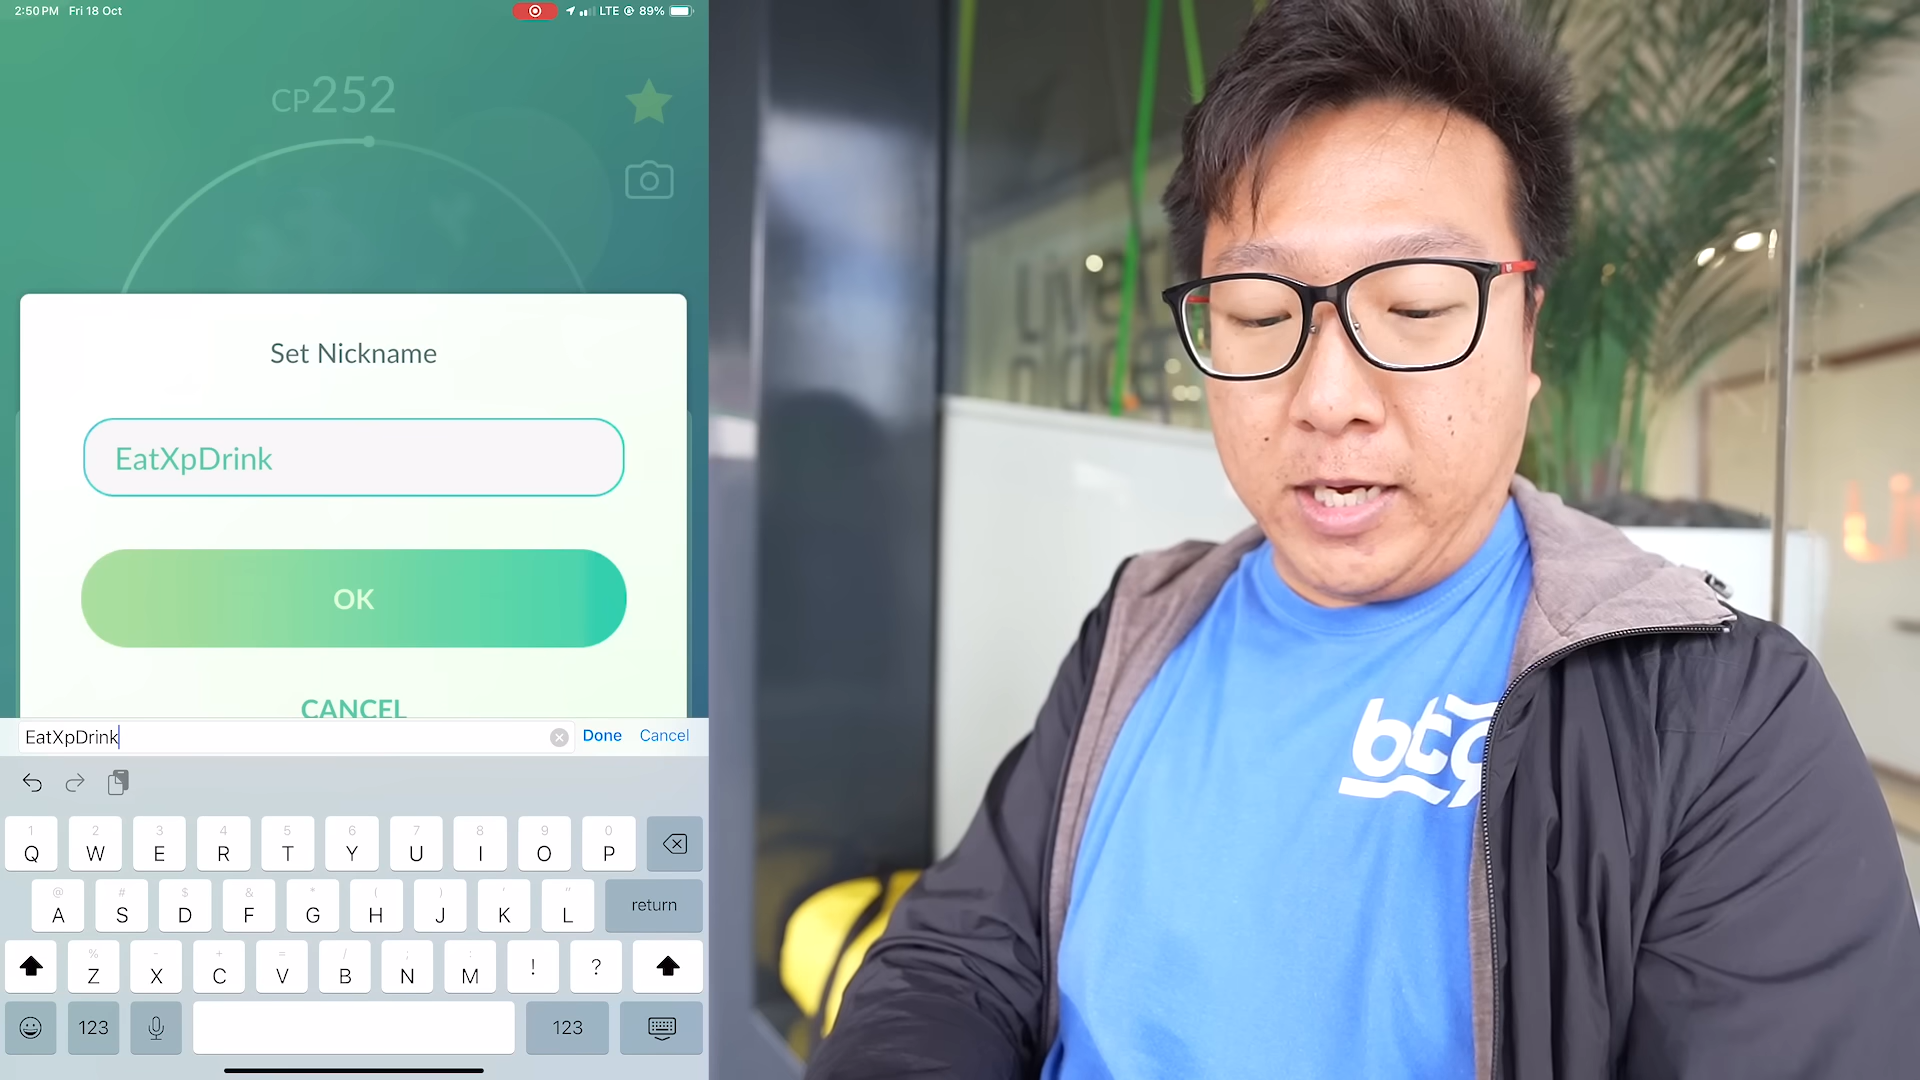 2:50 PM Fri 18 Oct
LTE 89%
CP252
Set Nickname
EatXpDrink
OK
CANCEL
EatXpDrink
Done Cancel
1 2 3 4 5 6 7 8 9 0
Q W E R T Y U I O P
@ # $ & * ( ) ' "
A S D F G H J K L return
% - + = / ; :
Z X C V B N M ! ?
123 123
btg